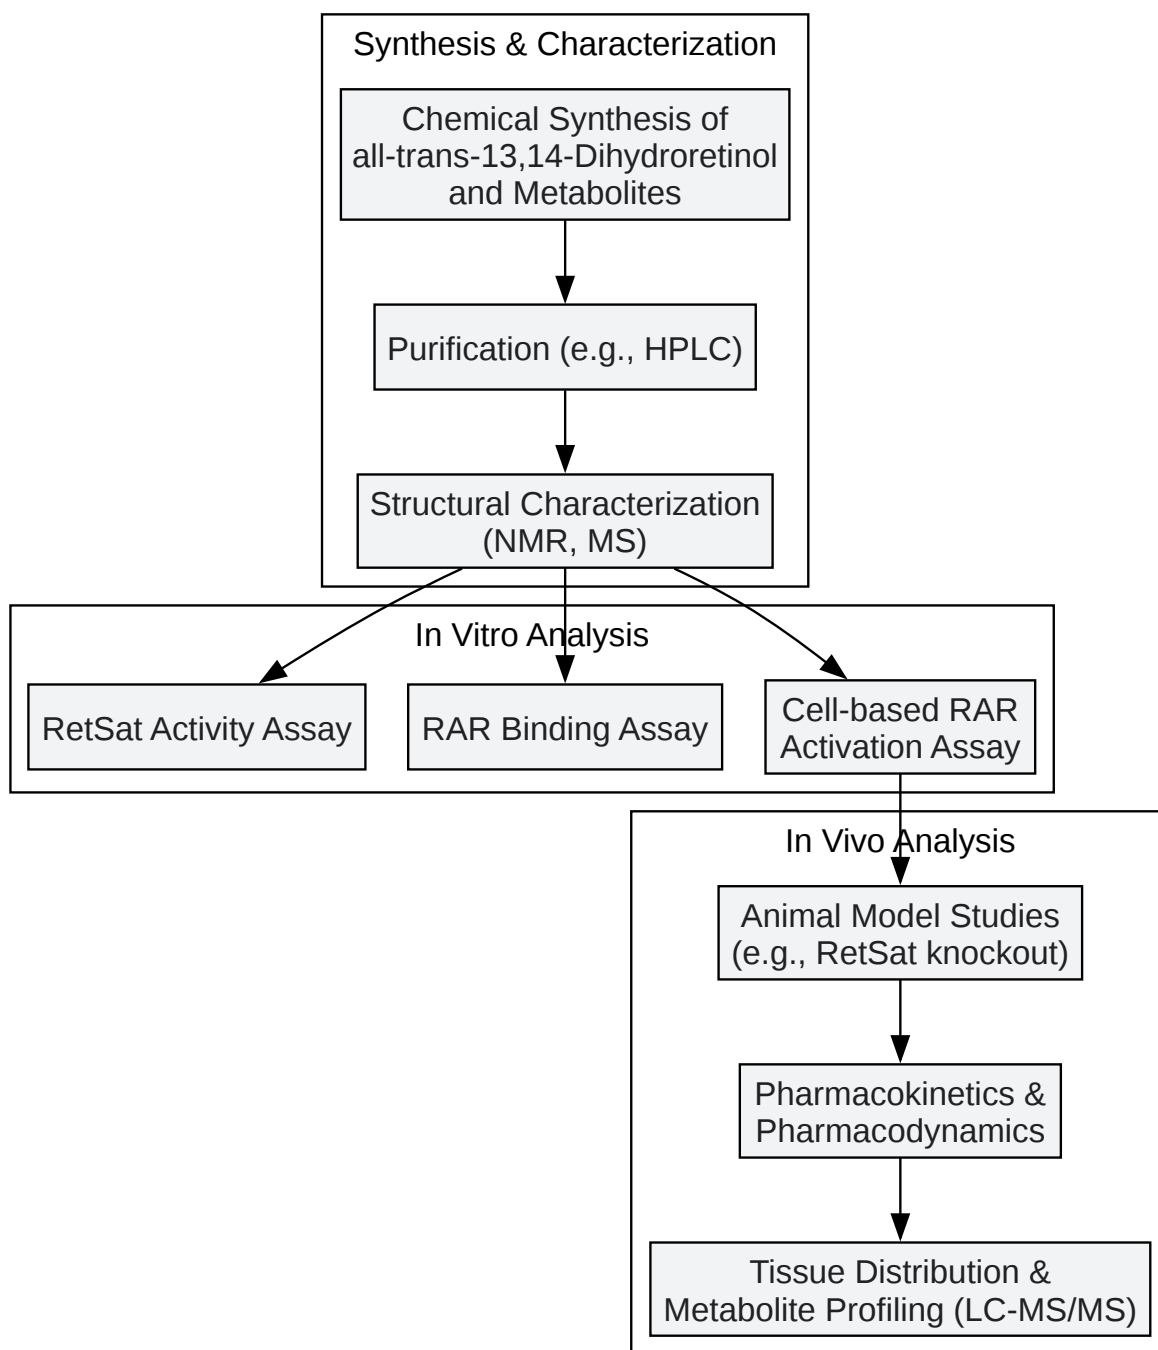 Synthesis & Characterization
Chemical Synthesis of
all-trans-13,14-Dihydroretinol
and Metabolites
Purification (e.g., HPLC)
Structural Characterization
(NMR, MS)
In Vitro Analysis
RetSat Activity Assay
RAR Binding Assay
Cell-based RAR
Activation Assay
In Vivo Analysis
Animal Model Studies
(e.g., RetSat knockout)
Pharmacokinetics &
Pharmacodynamics
Tissue Distribution &
Metabolite Profiling (LC-MS/MS)